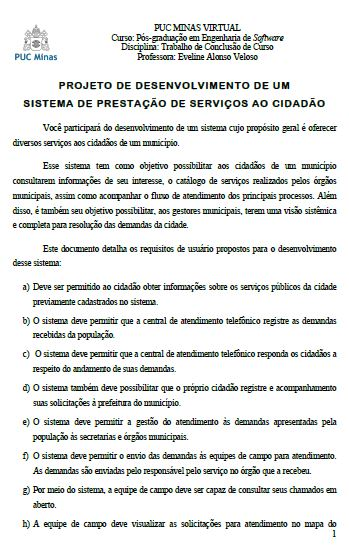 PUC Minas
PUC MINAS VIRTUAL
Curso: Pós-graduação em Engenharia de Software
Disciplina: Trabalho de Conclusão de Curso
Professora: Eveline Alonso Veloso
PROJETO DE DESENVOLVIMENTO DE UM
SISTEMA DE PRESTAÇÃO DE SERVIÇOS AO CIDADÃO
Você participará do desenvolvimento de um sistema cujo propósito geral é oferecer
diversos serviços aos cidadãos de um município.
Esse sistema tem como objetivo possibilitar aos cidadãos de um município
consultarem informações de seu interesse, o catálogo de serviços realizados pelos órgãos
municipais, assim como acompanhar o fluxo de atendimento dos principais processos. Além
disso, é também seu objetivo possibilitar, aos gestores municipais, terem uma visão sistêmica
e completa para resolução das demandas da cidade.
Este documento detalha os requisitos de usuário propostos para o desenvolvimento
desse sistema:
a) Deve ser permitido ao cidadão obter informações sobre os serviços públicos da cidade
previamente cadastrados no sistema.
b) O sistema deve permitir que a central de atendimento telefônico registre as demandas
recebidas da população.
c) O sistema deve permitir que a central de atendimento telefônico responda os cidadãos a
respeito do andamento de suas demandas.
d) O sistema também deve possibilitar que o próprio cidadão registre e acompanhamento
suas solicitações à prefeitura do município.
e) O sistema deve permitir a gestão do atendimento às demandas apresentadas pela
população às secretarias e órgãos municipais.
f) O sistema deve permitir o envio das demandas às equipes de campo para atendimento.
As demandas são enviadas pelo responsável pelo serviço no órgão que a recebeu.
g) Por meio do sistema, a equipe de campo deve ser capaz de consultar seus chamados em
aberto.
h) A equipe de campo deve visualizar as solicitações para atendimento no mapa do
1